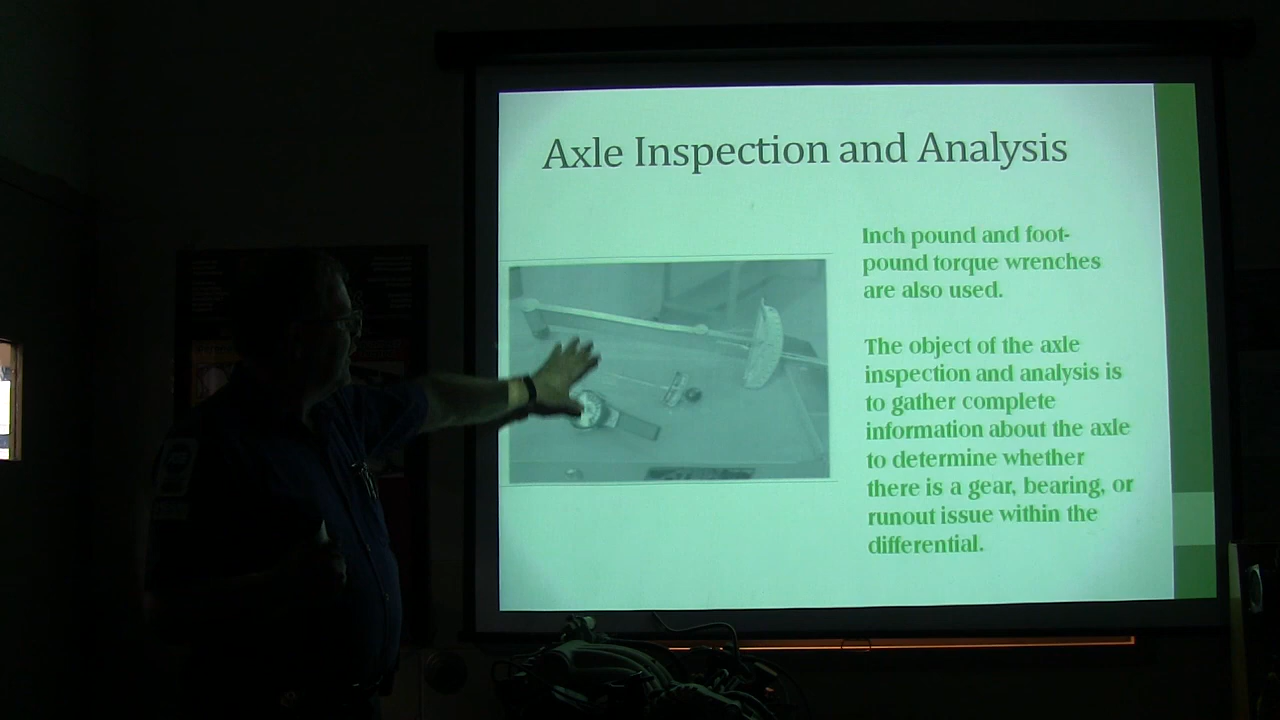 Axle Inspection and Analysis
Inch pound and foot-
pound torque wrenches
are also used.
The object of the axle
inspection and analysis is
to gather complete
information about the axle
to determine whether
there is a gear, bearing, or
runout issue within the
differential.